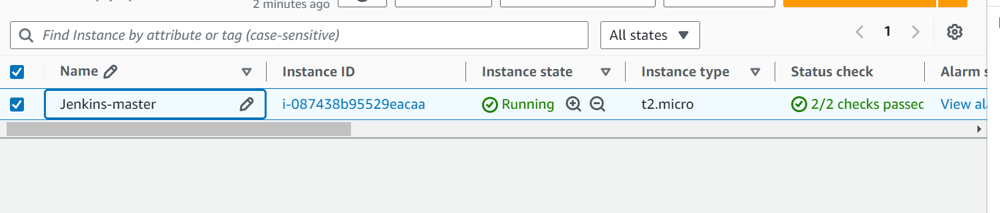 2 minutes ago
Find Instance by attribute or tag (case-sensitive)
All states
1
Name
Instance ID
Instance state
Instance type
Status check
Alarm s
Jenkins-master
i-087438b95529eacaa
Running
t2.micro
2/2 checks passec
View al